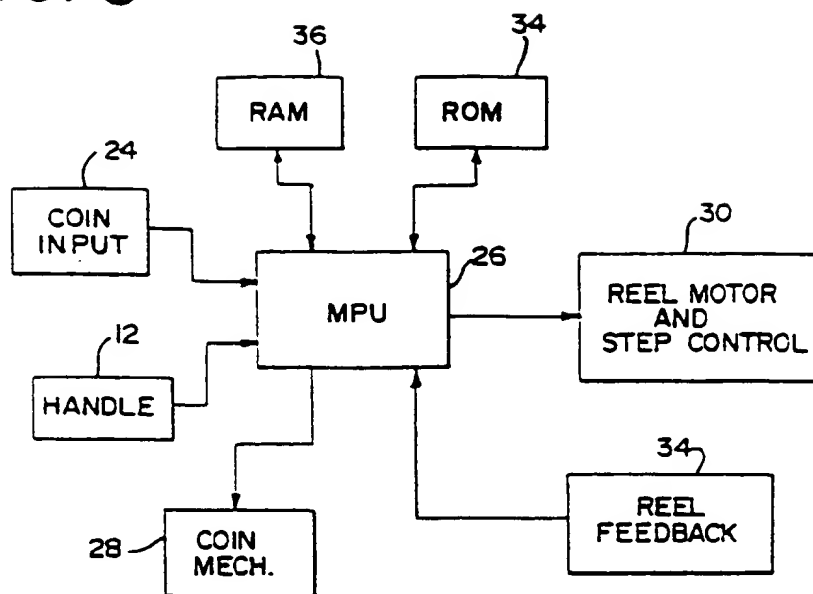 36
34
RAM
ROM
24
COIN
INPUT
26
MPU
30
REEL MOTOR
AND
STEP CONTROL
12
HANDLE
34
REEL
FEEDBACK
28
COIN
MECH.